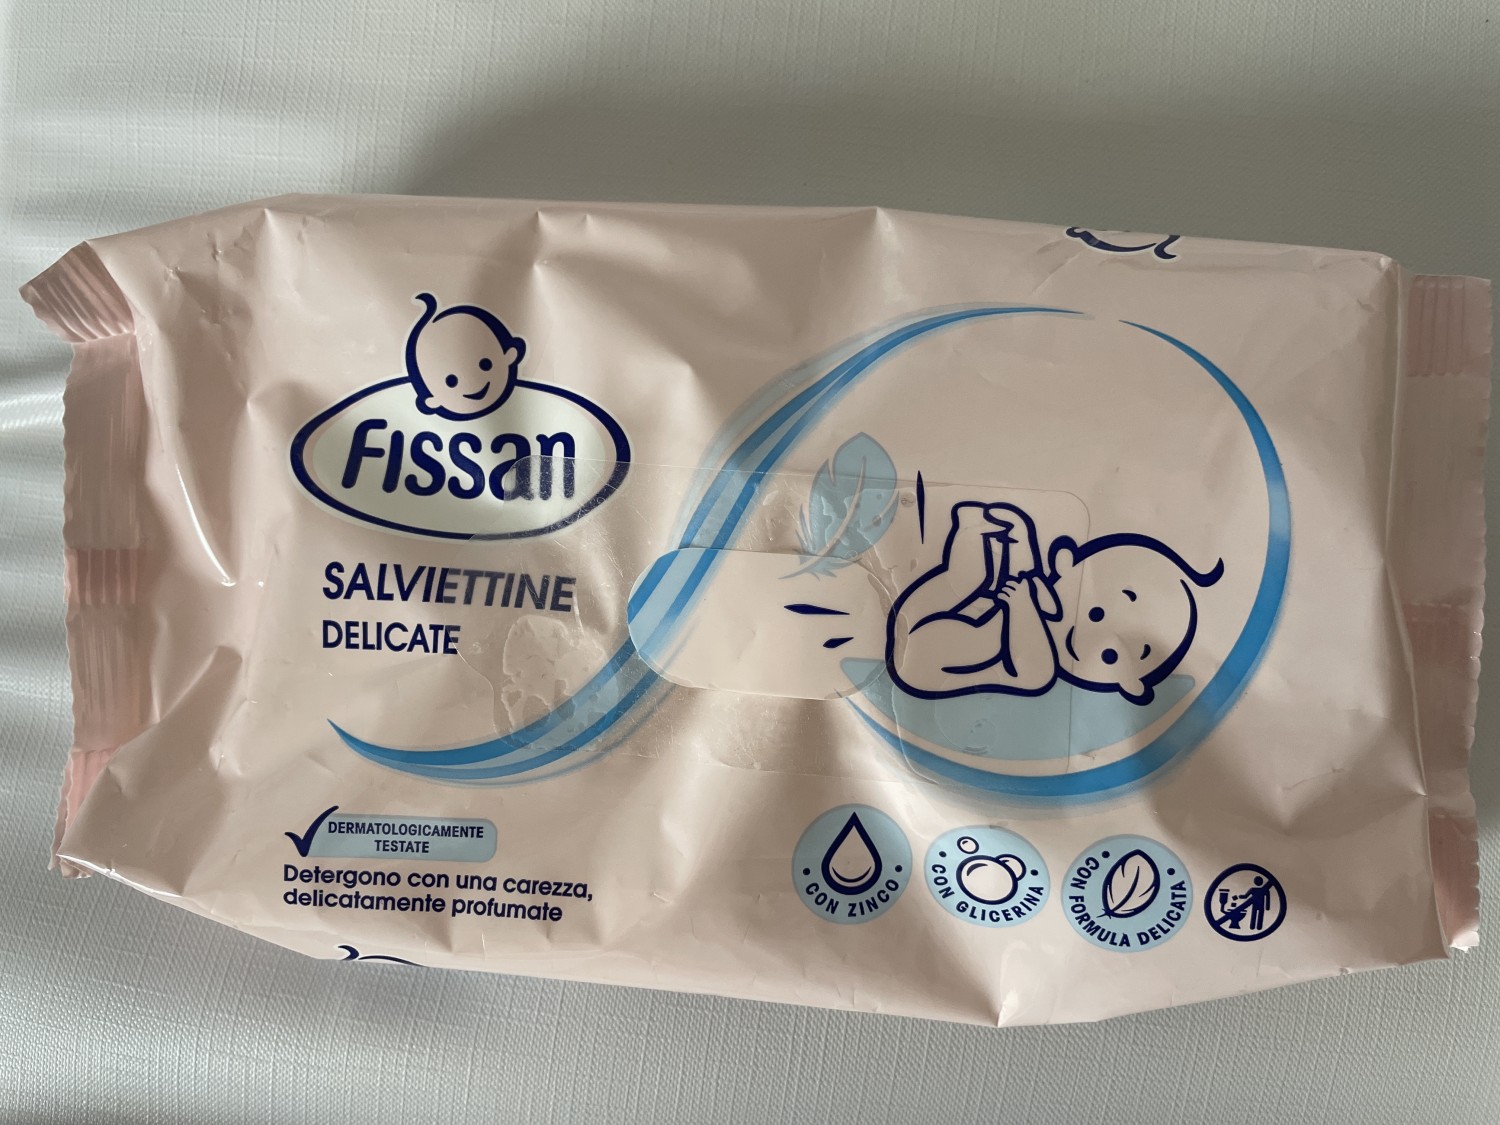 Fissan
SALVIETTINE
DELICATE
DERMATOLOGICAMENTE
TESTATE
Detergono con una carezza,
delicatamente profumate
• CON ZINCO •
• CON GLICERINA •
• CON FORMULA DELICATA •